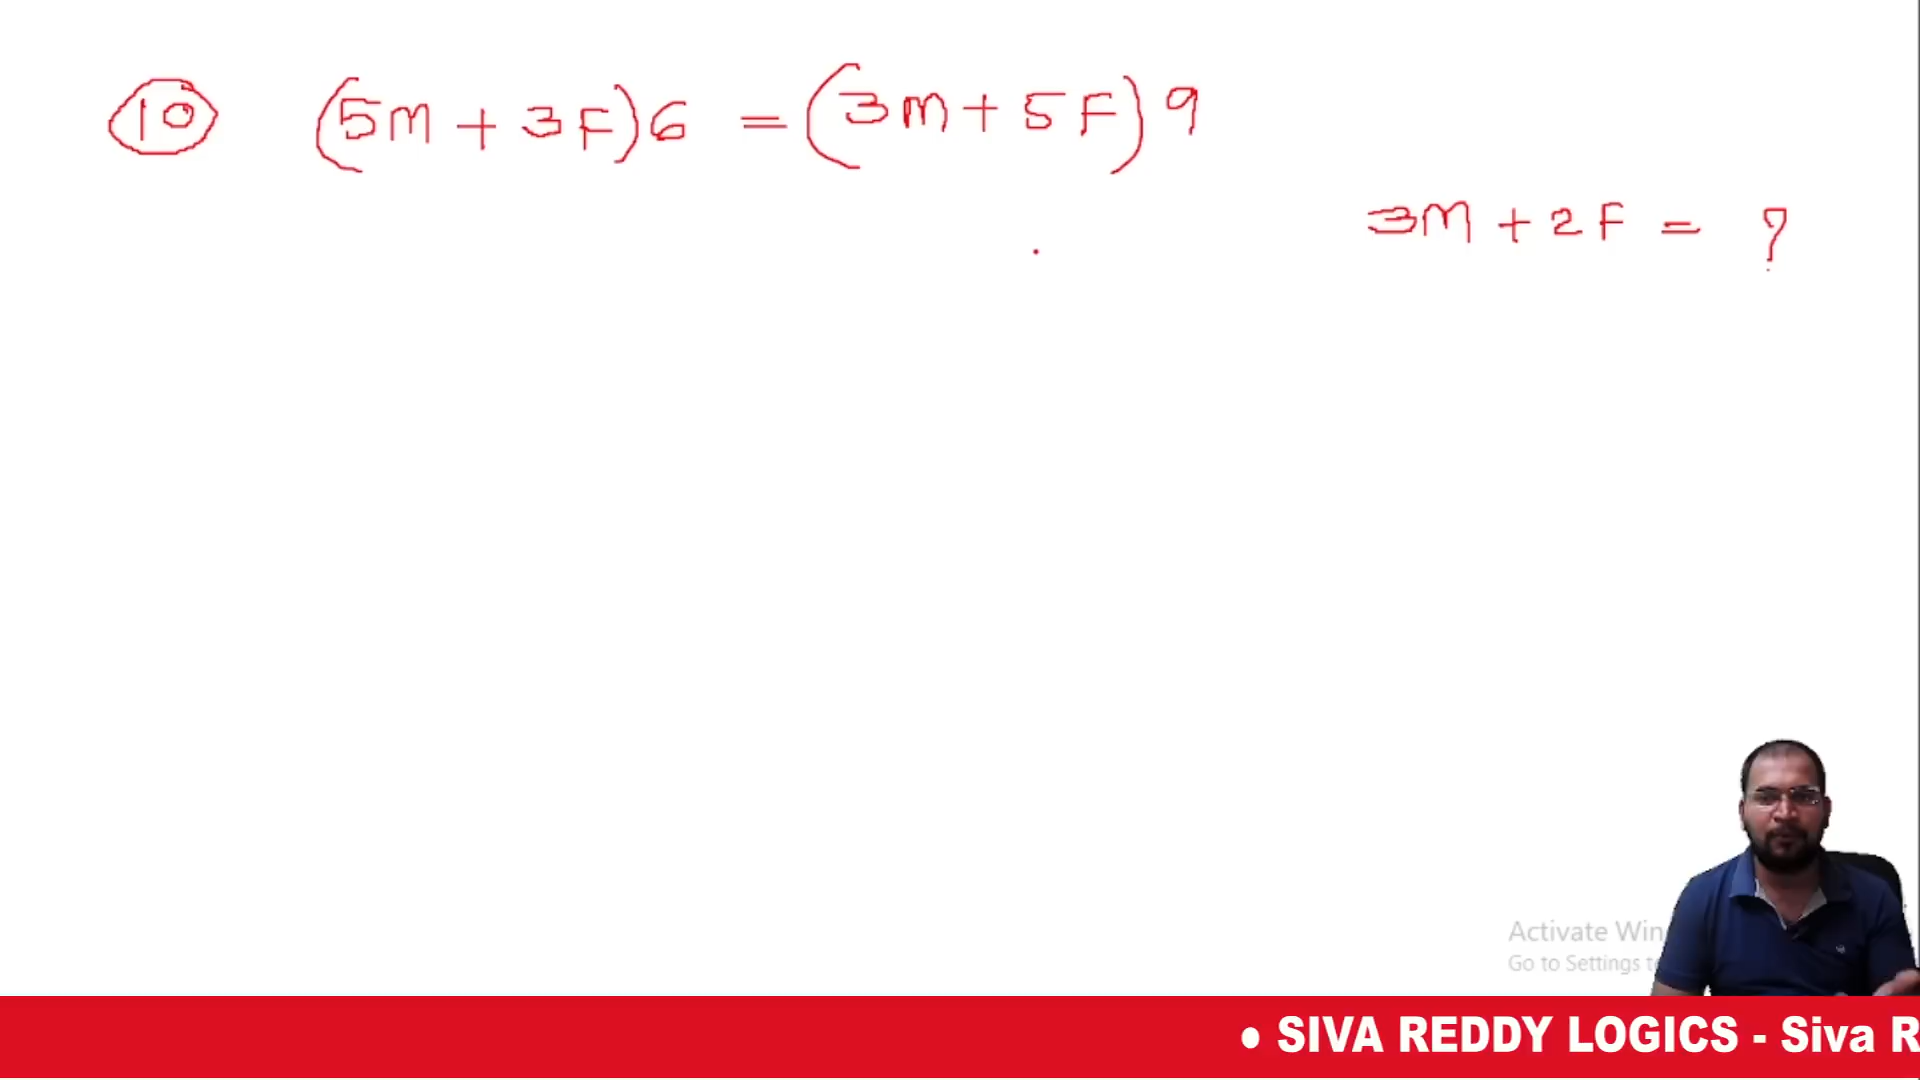 10 (5M + 3F)6 = (3M + 5F)9
3M + 2F = ?
Activate Win
Go to Settings t
• SIVA REDDY LOGICS - Siva R